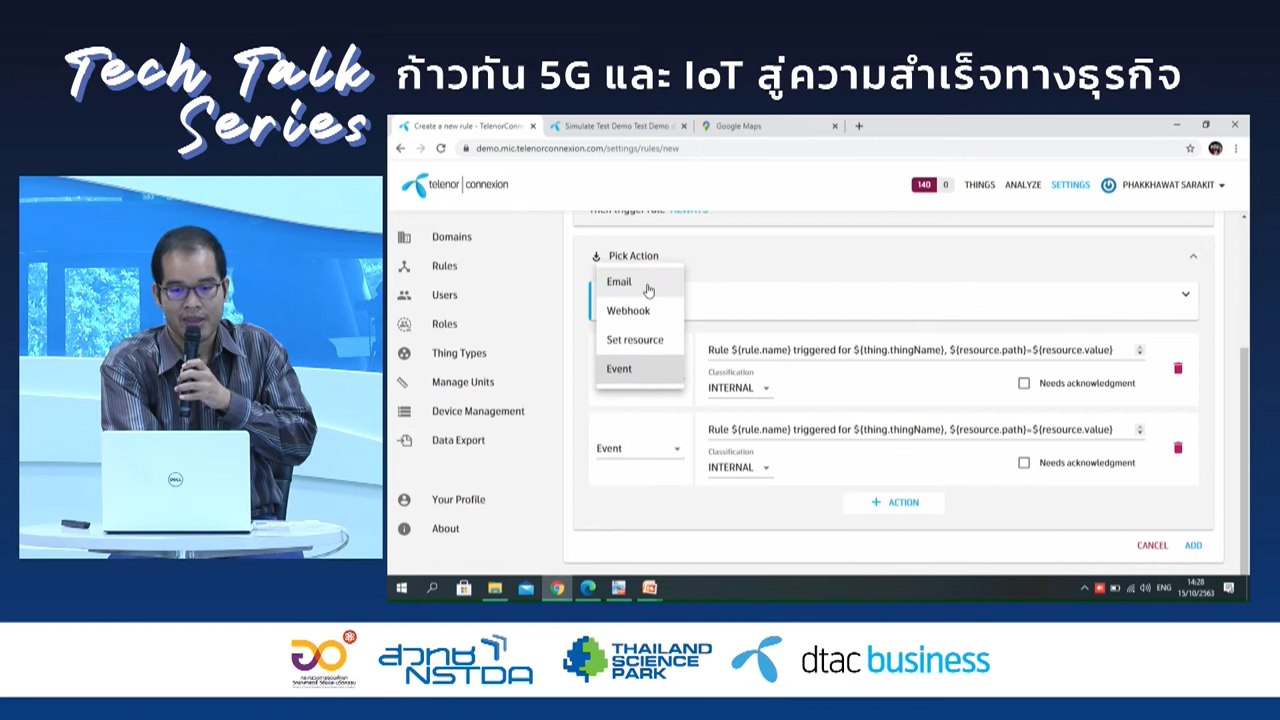 Tech Talk
Series
ก้าวทัน 5G และ IoT สู่ความสำเร็จทางธุรกิจ
Create a new rule - TelenorConn
Simulate Test Demo Test Demo
Google Maps
demo.mic.telenorconnexion.com/settings/rules/new
telenor connexion
140 0 THINGS ANALYZE SETTINGS PHAKKHAWAT SARAKIT
Then trigger rule ALWAYS
Domains
Rules
Users
Roles
Thing Types
Manage Units
Device Management
Data Export
Your Profile
About
Pick Action
Email
Webhook
Set resource
Event
Rule ${rule.name} triggered for ${thing.thingName}, ${resource.path}=${resource.value}
Classification
INTERNAL
Needs acknowledgment
Event
Rule ${rule.name} triggered for ${thing.thingName}, ${resource.path}=${resource.value}
Classification
INTERNAL
Needs acknowledgment
+ ACTION
CANCEL ADD
ENG
14:28
15/10/2563
DELL
สวทช
NSTDA
THAILAND
SCIENCE
PARK
dtac business